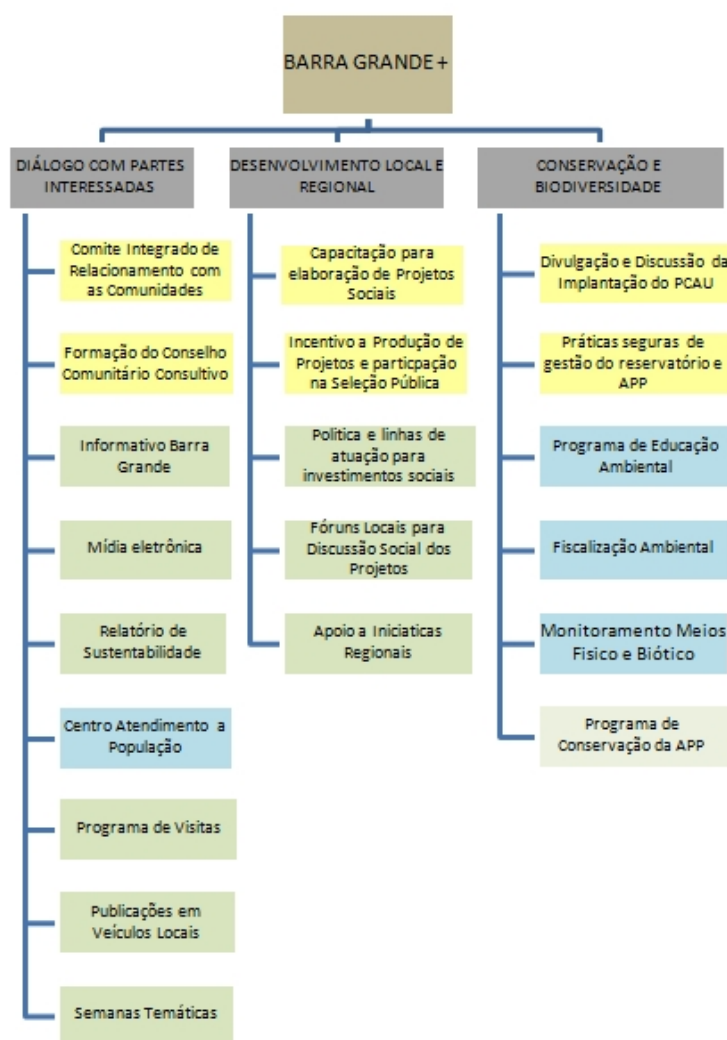 BARRA GRANDE +
DIÁLOGO COM PARTES
INTERESSADAS
Comite Integrado de
Relacionamento com
as Comunidades
Formação do Conselho
Comunitário Consultivo
Informativo Barra
Grande
Mídia eletrônica
Relatório de
Sustentabilidade
Centro Atendimento a
População
Programa de Visitas
Publicações em
Veículos Locais
Semanas Temáticas
DESENVOLVIMENTO LOCAL E
REGIONAL
Capacitação para
elaboração de Projetos
Sociais
Incentivo a Produção de
Projetos e particpação
na Seleção Pública
Politica e linhas de
atuação para
investimentos sociais
Fóruns Locais para
Discussão Social dos
Projetos
Apoio a Iniciaticas
Regionais
CONSERVAÇÃO E
BIODIVERSIDADE
Divulgação e Discussão da
Implantação do PCAU
Práticas seguras de
gestão do reservatório e
APP
Programa de Educação
Ambiental
Fiscalização Ambiental
Monitoramento Meios
Fisico e Biótico
Programa de
Conservação da APP